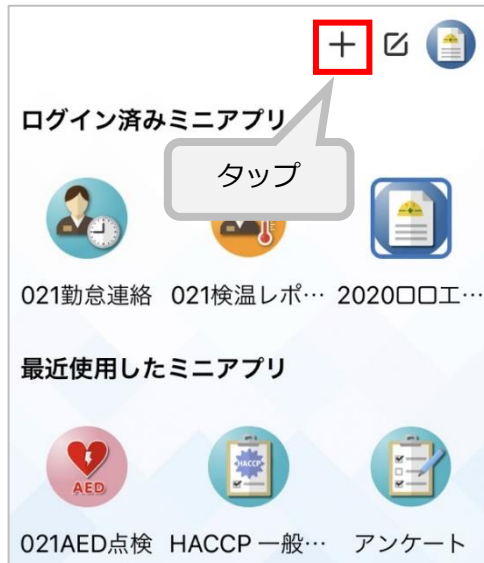 ログイン済みミニアプリ
タップ
021勤怠連絡 021検温レポ… 2020□□工…
最近使用したミニアプリ
AED HACCP
021AED点検 HACCP 一般… アンケート